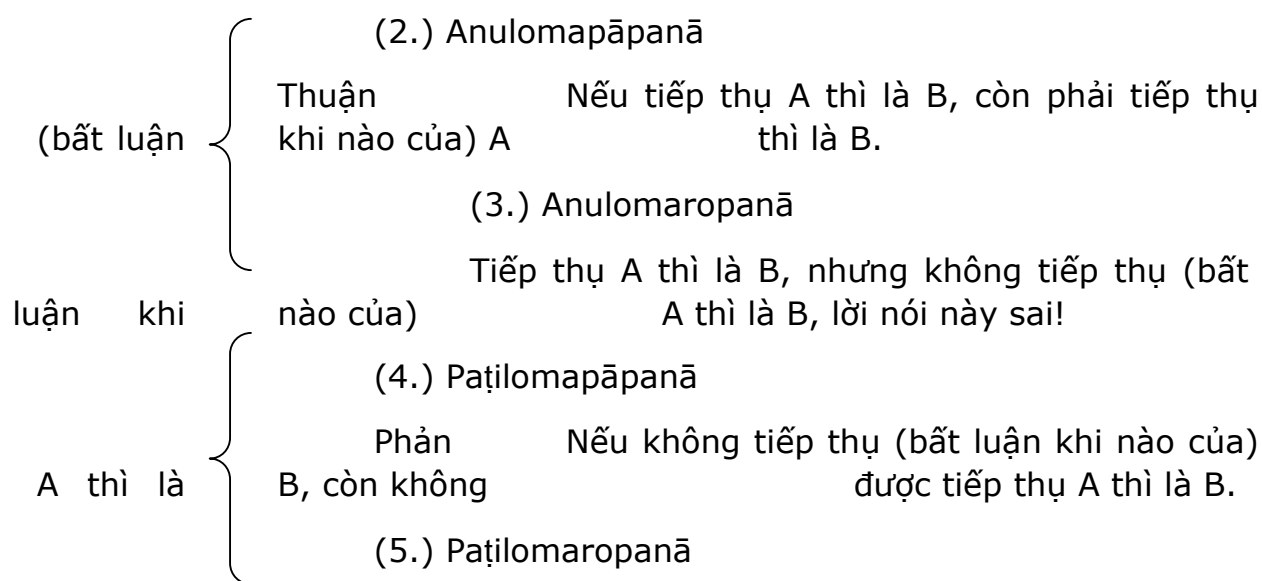 (2.) Anulomapāpanā
Thuận Nếu tiếp thụ A thì là B, còn phải tiếp thụ
(bất luận khi nào của) A thì là B.
(3.) Anulomaropanā
Tiếp thụ A thì là B, nhưng không tiếp thụ (bất
luận khi nào của) A thì là B, lời nói này sai!
(4.) Paṭilomapāpanā
Phản Nếu không tiếp thụ (bất luận khi nào của)
A thì là B, còn không được tiếp thụ A thì là B.
(5.) Paṭilomaropanā